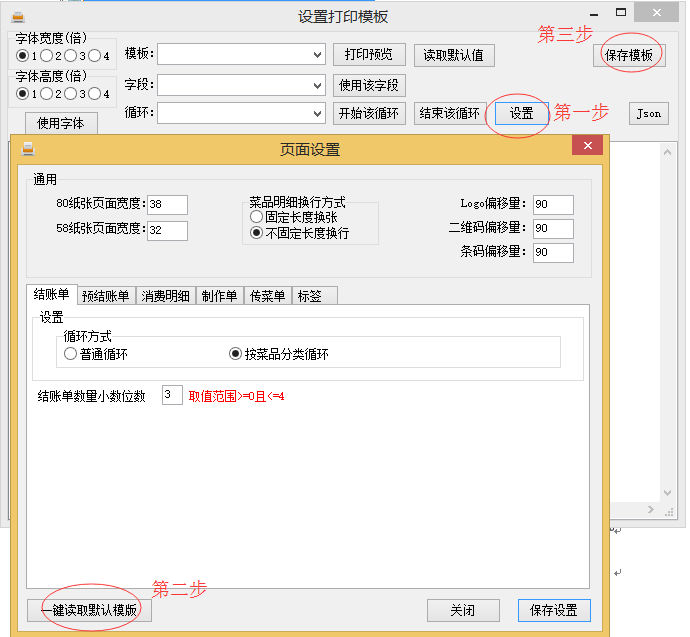 设置打印模板
第三步
字体宽度(倍)
1 2 3 4
模板:
打印预览
读取默认值
保存模板
字体高度(倍)
1 2 3 4
字段:
使用该字段
循环:
开始该循环
结束该循环
设置
第一步
Json
使用字体
页面设置
通用
80纸张页面宽度: 38
58纸张页面宽度: 32
菜品明细换行方式
固定长度换张
不固定长度换行
Logo偏移量: 90
二维码偏移量: 90
条码偏移量: 90
结账单 预结账单 消费明细 制作单 传菜单 标签
设置
循环方式
普通循环 按菜品分类循环
结账单数量小数位数 3 取值范围>=0且<=4
第二步
一键读取默认模版
关闭
保存设置